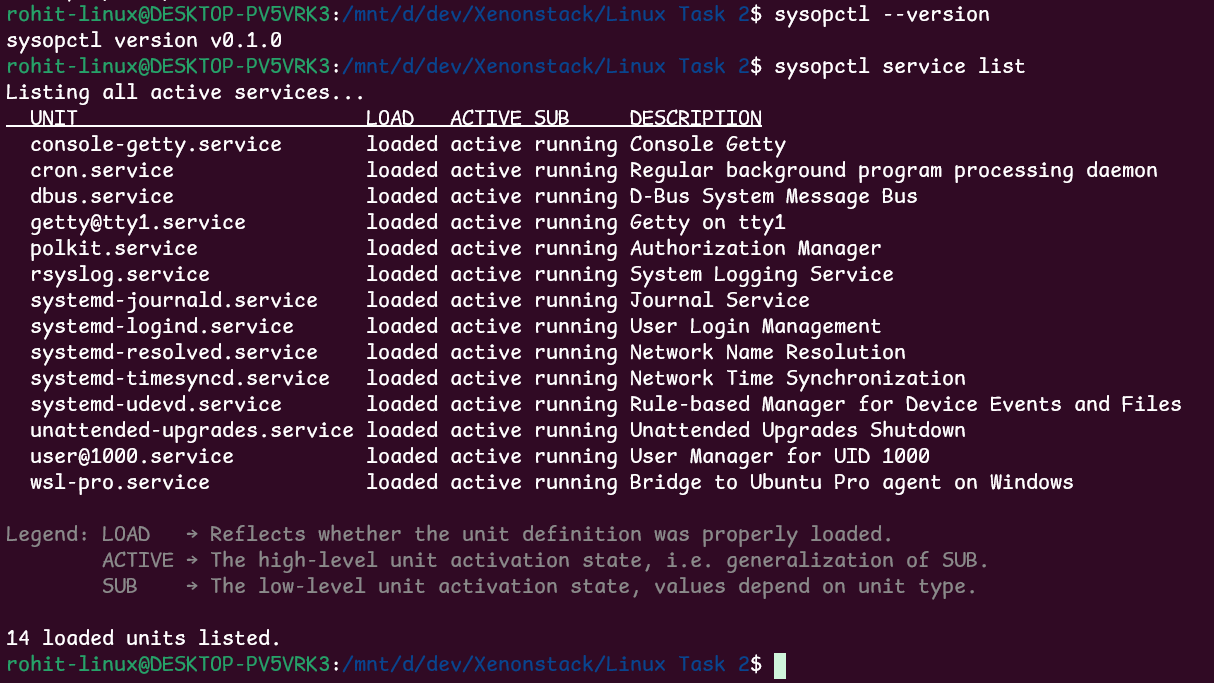 rohit-linux@DESKTOP-PV5VRK3:/mnt/d/dev/Xenonstack/Linux Task 2$ sysopctl --version
sysopctl version v0.1.0
rohit-linux@DESKTOP-PV5VRK3:/mnt/d/dev/Xenonstack/Linux Task 2$ sysopctl service list
Listing all active services...
  UNIT                        LOAD   ACTIVE SUB     DESCRIPTION
  console-getty.service       loaded active running Console Getty
  cron.service                loaded active running Regular background program processing daemon
  dbus.service                loaded active running D-Bus System Message Bus
  getty@tty1.service          loaded active running Getty on tty1
  polkit.service              loaded active running Authorization Manager
  rsyslog.service             loaded active running System Logging Service
  systemd-journald.service    loaded active running Journal Service
  systemd-logind.service      loaded active running User Login Management
  systemd-resolved.service    loaded active running Network Name Resolution
  systemd-timesyncd.service   loaded active running Network Time Synchronization
  systemd-udevd.service       loaded active running Rule-based Manager for Device Events and Files
  unattended-upgrades.service loaded active running Unattended Upgrades Shutdown
  user@1000.service           loaded active running User Manager for UID 1000
  wsl-pro.service             loaded active running Bridge to Ubuntu Pro agent on Windows

Legend: LOAD   → Reflects whether the unit definition was properly loaded.
        ACTIVE → The high-level unit activation state, i.e. generalization of SUB.
        SUB    → The low-level unit activation state, values depend on unit type.

14 loaded units listed.
rohit-linux@DESKTOP-PV5VRK3:/mnt/d/dev/Xenonstack/Linux Task 2$